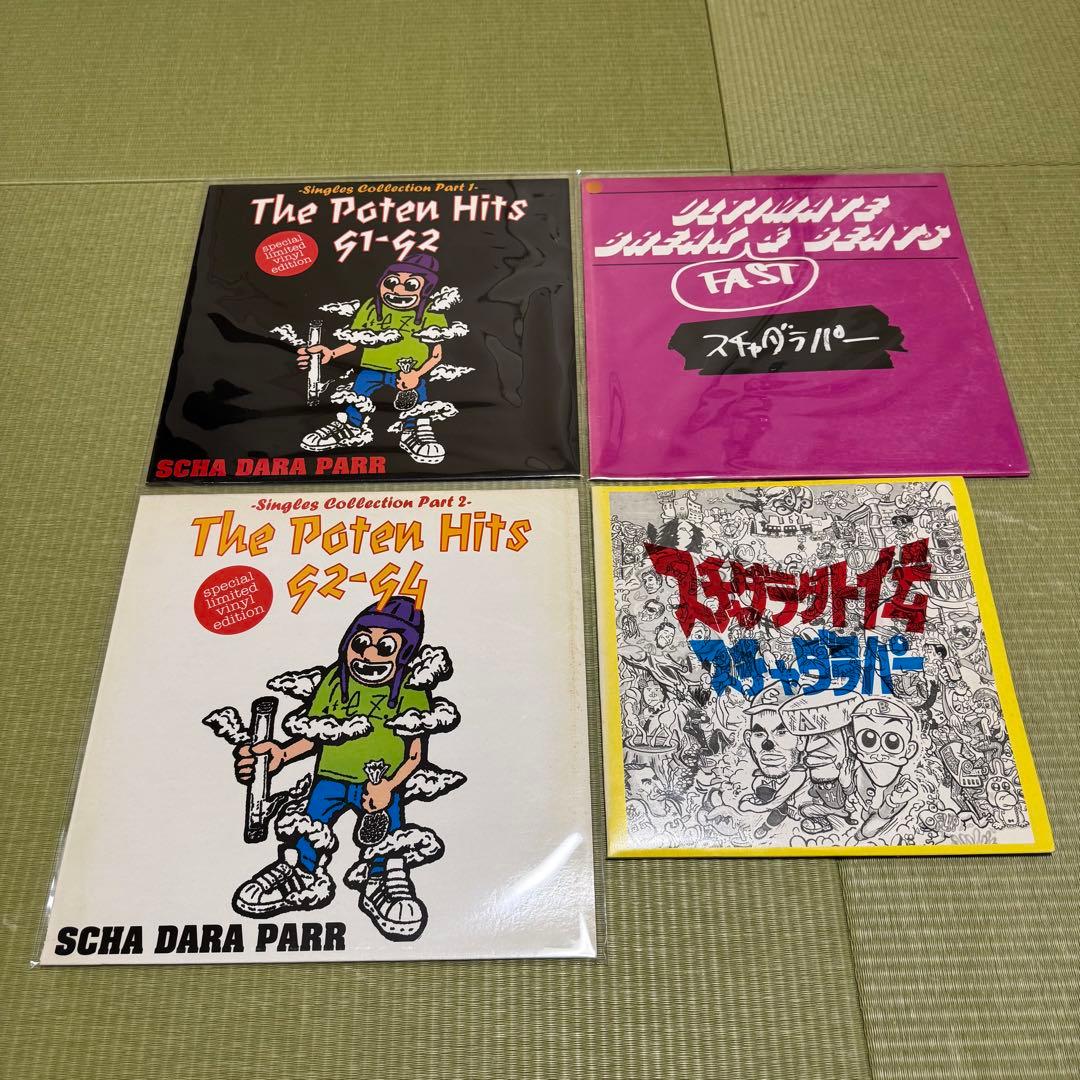 -Singles Collection Part 1-
The Poten Hits
91-92
special
limited
vinyl
edition
SCHA DARA PARR
ULTIMATE
BREAK & BEATS
FAST
スチャダラパー
-Singles Collection Part 2-
The Poten Hits
92-94
special
limited
vinyl
edition
SCHA DARA PARR
スチャダラ外伝
スチャダラパー
A
B